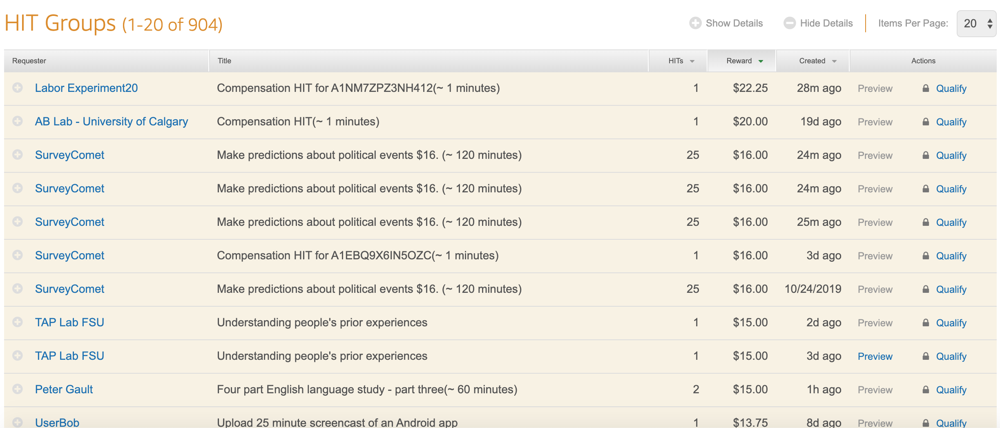 HIT Groups (1-20 of 904) Show Details Hide Details Items Per Page: 20
Requester Title HITs Reward Created Actions
Labor Experiment20 Compensation HIT for A1NM7ZPZ3NH412(~ 1 minutes) 1 $22.25 28m ago Preview Qualify
AB Lab - University of Calgary Compensation HIT(~ 1 minutes) 1 $20.00 19d ago Preview Qualify
SurveyComet Make predictions about political events $16. (~ 120 minutes) 25 $16.00 24m ago Preview Qualify
SurveyComet Make predictions about political events $16. (~ 120 minutes) 25 $16.00 24m ago Preview Qualify
SurveyComet Make predictions about political events $16. (~ 120 minutes) 25 $16.00 25m ago Preview Qualify
SurveyComet Compensation HIT for A1EBQ9X6IN5OZC(~ 1 minutes) 1 $16.00 3d ago Preview Qualify
SurveyComet Make predictions about political events $16. (~ 120 minutes) 25 $16.00 10/24/2019 Preview Qualify
TAP Lab FSU Understanding people's prior experiences 1 $15.00 2d ago Preview Qualify
TAP Lab FSU Understanding people's prior experiences 1 $15.00 3d ago Preview Qualify
Peter Gault Four part English language study - part three(~ 60 minutes) 2 $15.00 1h ago Preview Qualify
UserBob Upload 25 minute screencast of an Android app 1 $13.75 8d ago Preview Qualify